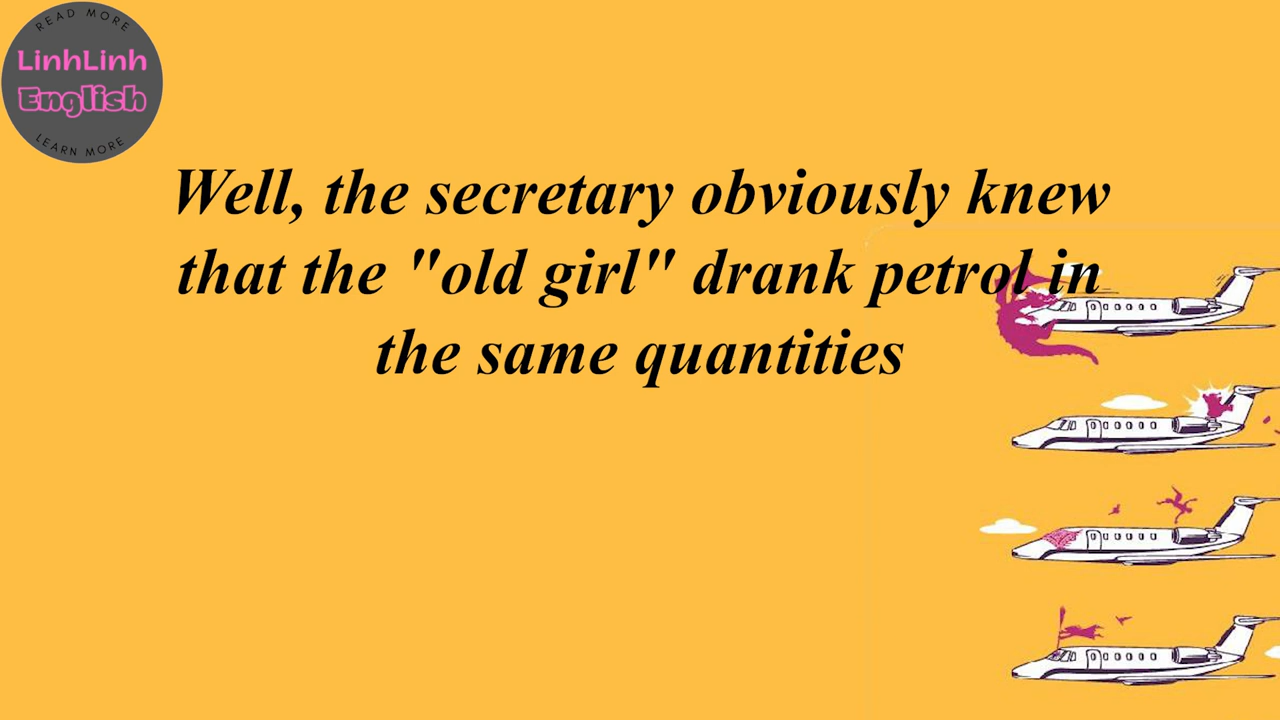 READ MORE
LinhLinh
English
LEARN MORE
Well, the secretary obviously knew
that the "old girl" drank petrol in
the same quantities